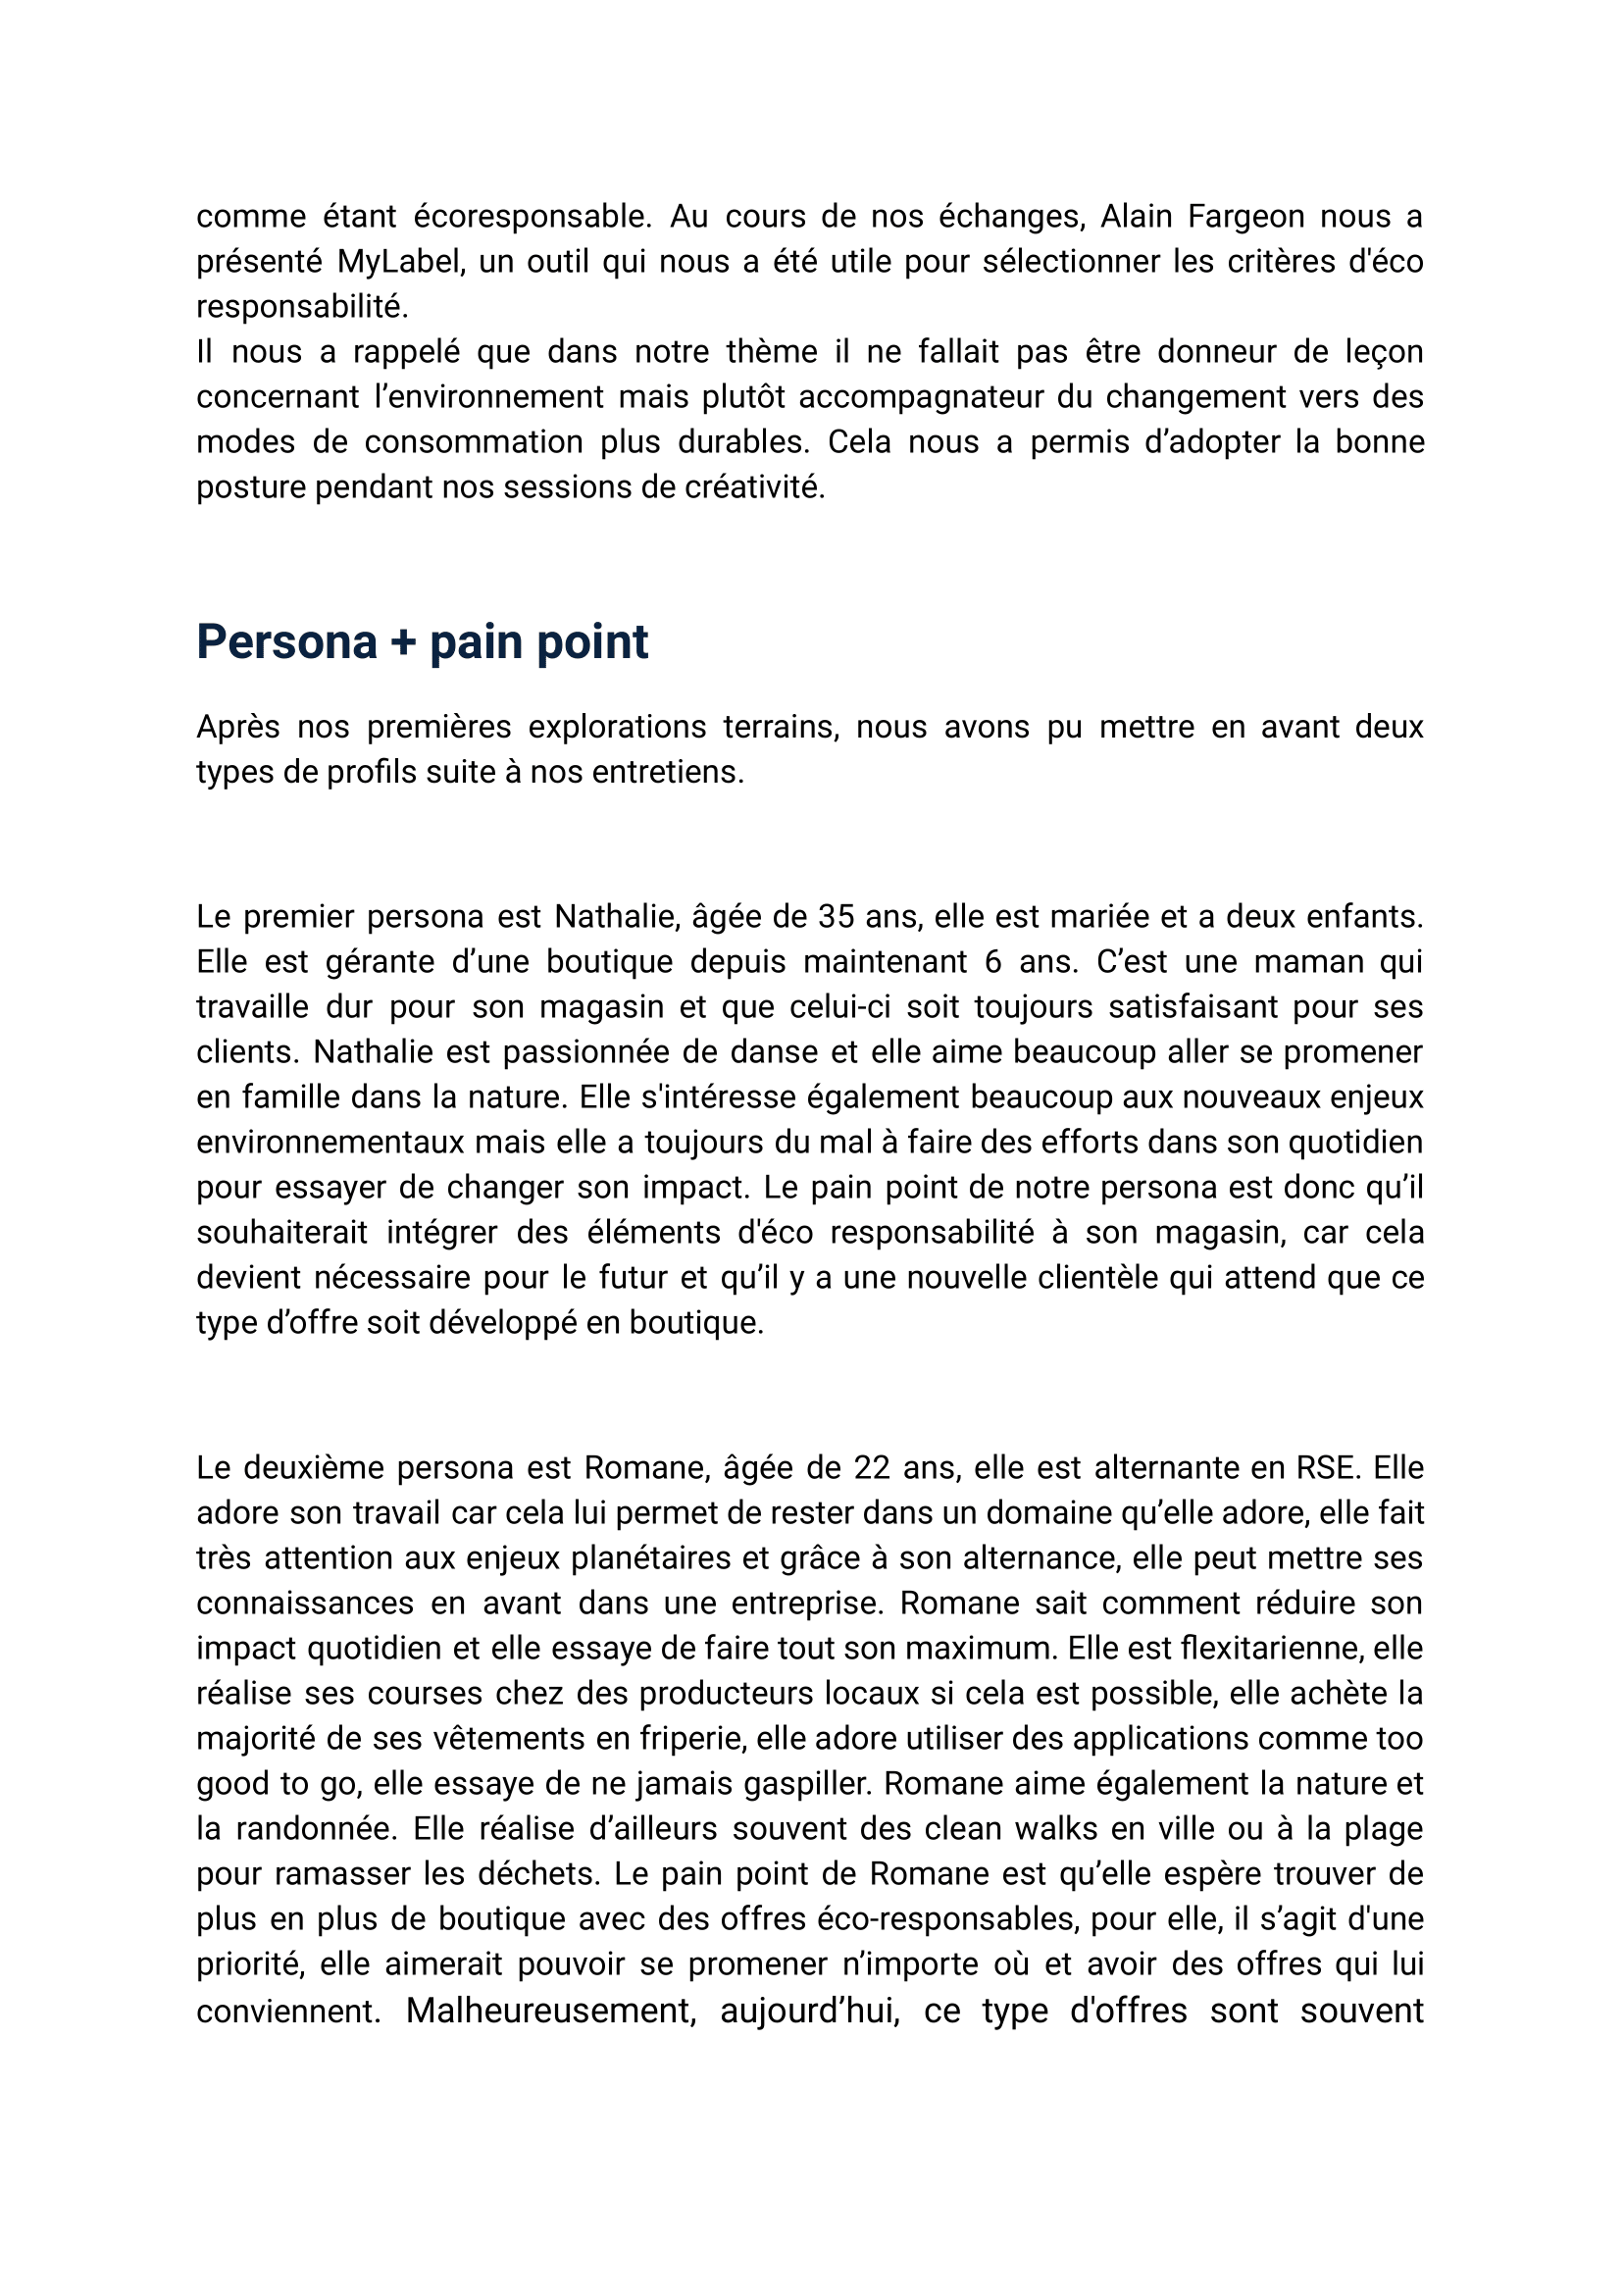 comme étant écoresponsable. Au cours de nos échanges, Alain Fargeon nous a
présenté MyLabel, un outil qui nous a été utile pour sélectionner les critères d'éco
responsabilité.
Il nous a rappelé que dans notre thème il ne fallait pas être donneur de leçon
concernant l’environnement mais plutôt accompagnateur du changement vers des
modes de consommation plus durables. Cela nous a permis d’adopter la bonne
posture pendant nos sessions de créativité.
Persona + pain point
Après nos premières explorations terrains, nous avons pu mettre en avant deux
types de profils suite à nos entretiens.
Le premier persona est Nathalie, âgée de 35 ans, elle est mariée et a deux enfants.
Elle est gérante d’une boutique depuis maintenant 6 ans. C’est une maman qui
travaille dur pour son magasin et que celui-ci soit toujours satisfaisant pour ses
clients. Nathalie est passionnée de danse et elle aime beaucoup aller se promener
en famille dans la nature. Elle s'intéresse également beaucoup aux nouveaux enjeux
environnementaux mais elle a toujours du mal à faire des efforts dans son quotidien
pour essayer de changer son impact. Le pain point de notre persona est donc qu’il
souhaiterait intégrer des éléments d'éco responsabilité à son magasin, car cela
devient nécessaire pour le futur et qu’il y a une nouvelle clientèle qui attend que ce
type d’offre soit développé en boutique.
Le deuxième persona est Romane, âgée de 22 ans, elle est alternante en RSE. Elle
adore son travail car cela lui permet de rester dans un domaine qu’elle adore, elle fait
très attention aux enjeux planétaires et grâce à son alternance, elle peut mettre ses
connaissances en avant dans une entreprise. Romane sait comment réduire son
impact quotidien et elle essaye de faire tout son maximum. Elle est flexitarienne, elle
réalise ses courses chez des producteurs locaux si cela est possible, elle achète la
majorité de ses vêtements en friperie, elle adore utiliser des applications comme too
good to go, elle essaye de ne jamais gaspiller. Romane aime également la nature et
la randonnée. Elle réalise d’ailleurs souvent des clean walks en ville ou à la plage
pour ramasser les déchets. Le pain point de Romane est qu’elle espère trouver de
plus en plus de boutique avec des offres éco-responsables, pour elle, il s’agit d'une
priorité, elle aimerait pouvoir se promener n’importe où et avoir des offres qui lui
conviennent. Malheureusement, aujourd’hui, ce type d'offres sont souvent